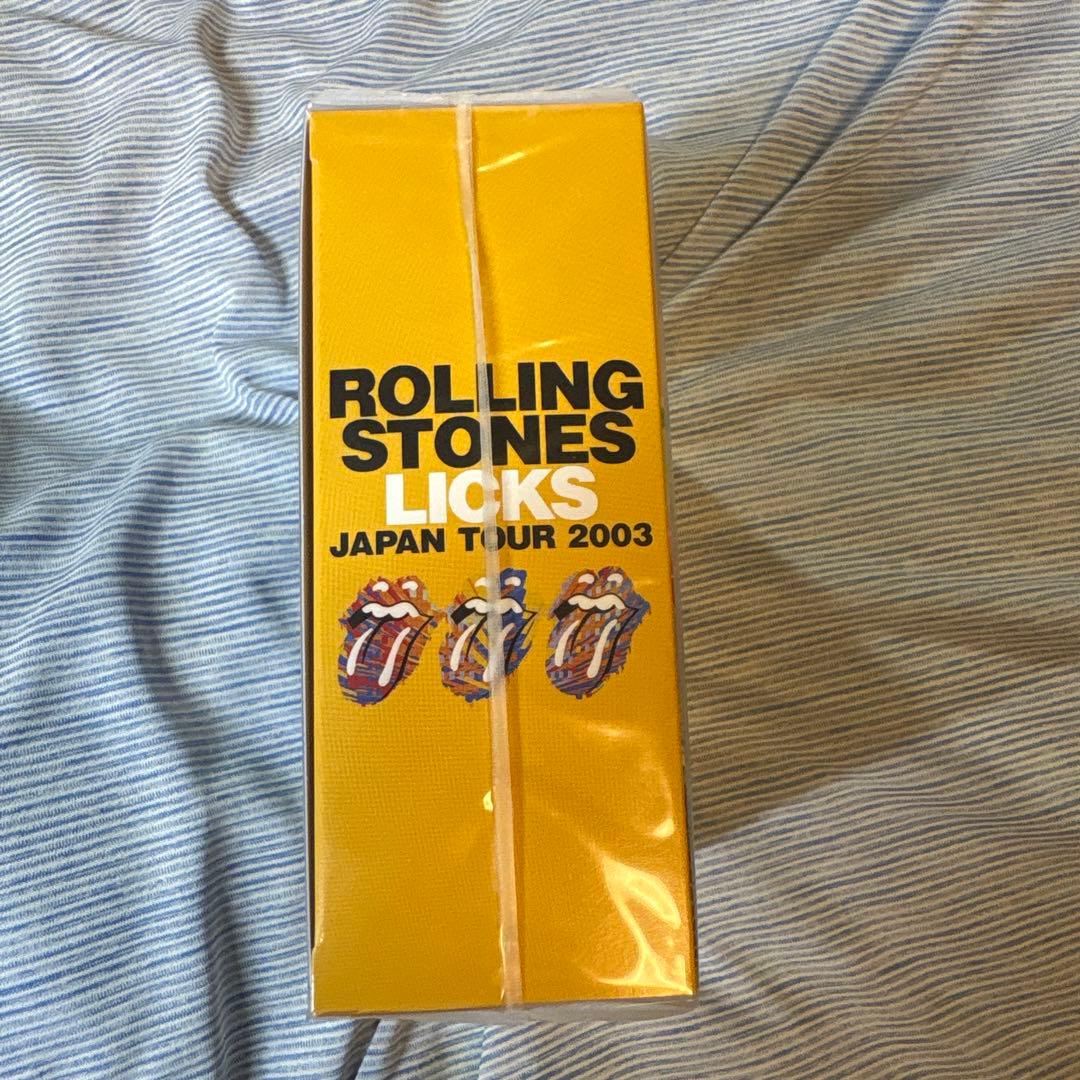 ROLLING
STONES
LICKS
JAPAN TOUR 2003